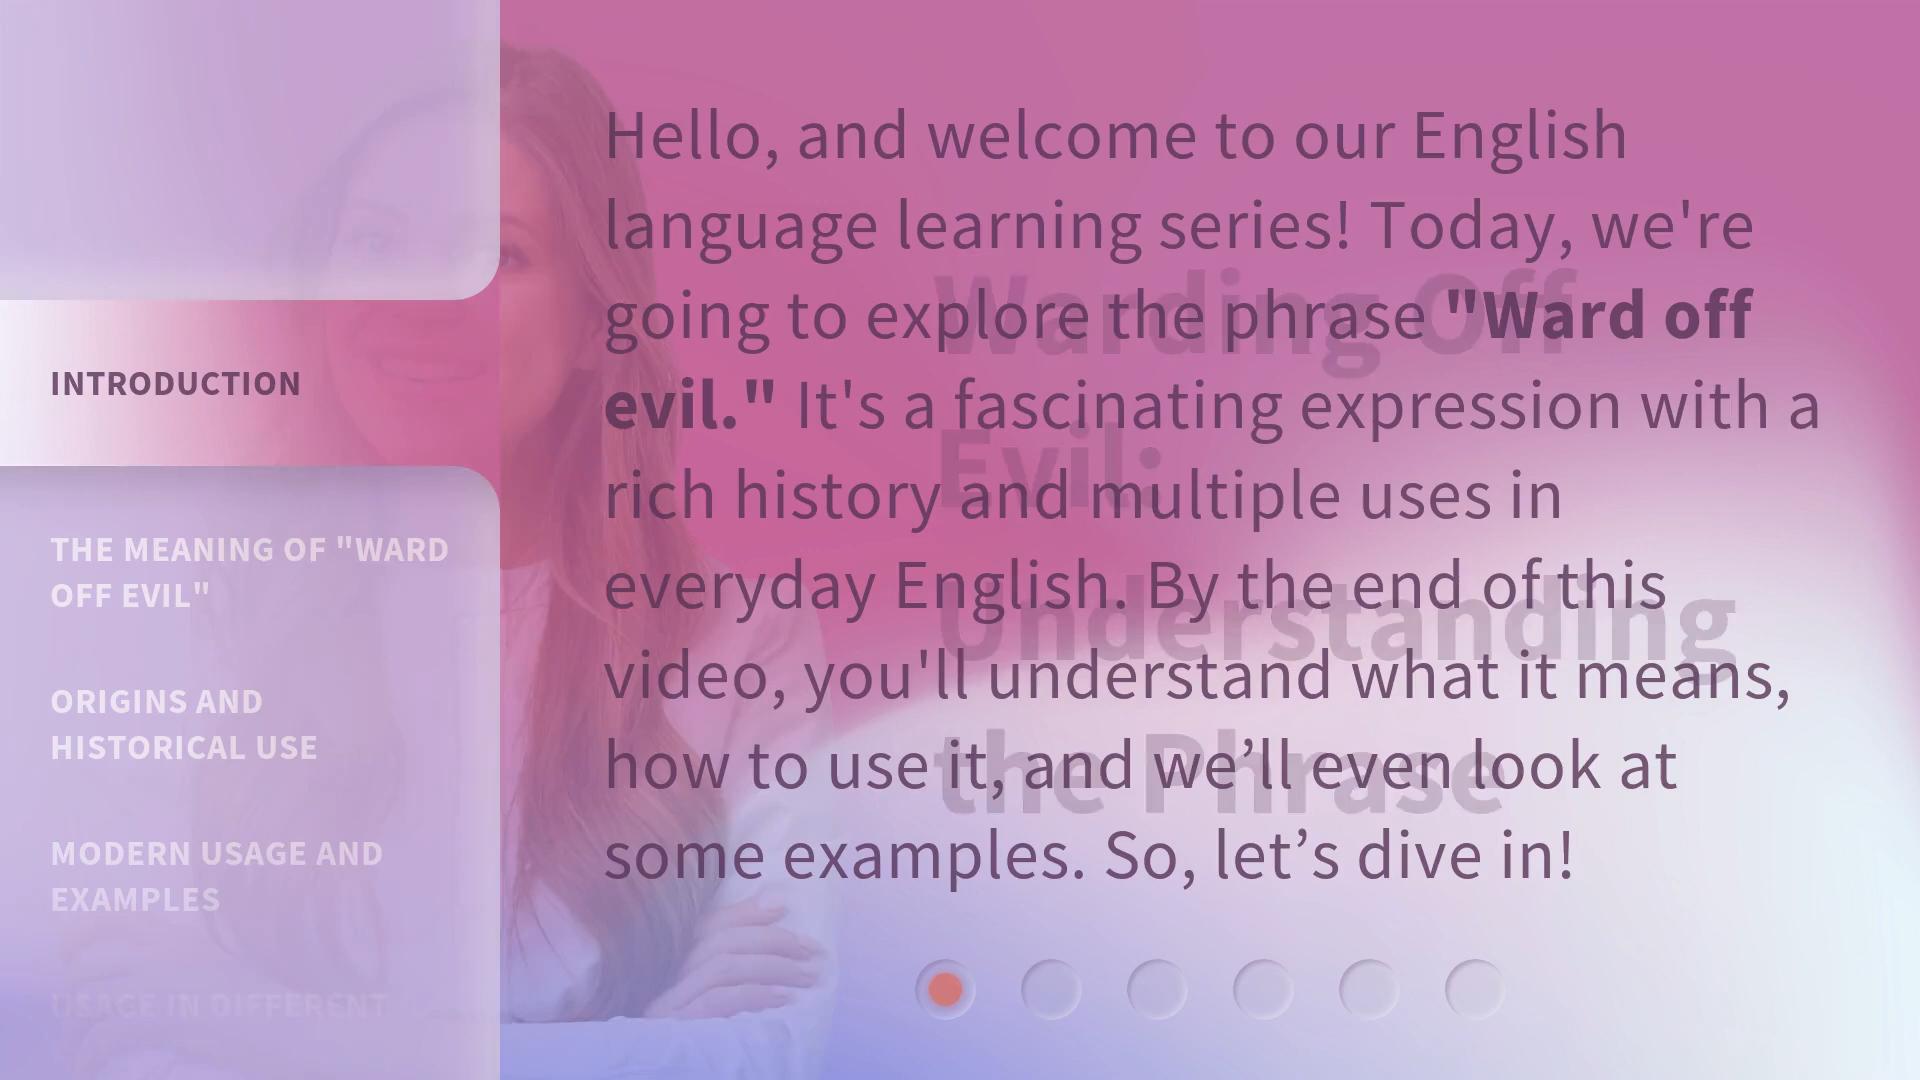 INTRODUCTION
THE MEANING OF "WARD
OFF EVIL"
ORIGINS AND
HISTORICAL USE
MODERN USAGE AND
EXAMPLES
USAGE IN DIFFERENT
Hello, and welcome to our English
language learning series! Today, we're
going to explore the phrase "Ward off
evil." It's a fascinating expression with a
rich history and multiple uses in
everyday English. By the end of this
video, you'll understand what it means,
how to use it, and we’ll even look at
some examples. So, let’s dive in!
Warding Off
Evil:
Understanding
the Phrase